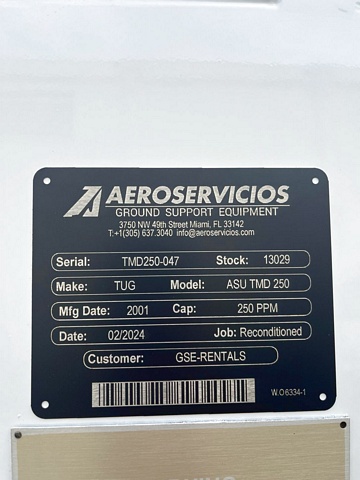 AEROSERVICIOS
GROUND SUPPORT EQUIPMENT
3750 NW 49th Street Miami, FL 33142
T:+1(305) 637.3040 info@aeroservicios.com
Serial: TMD250-047 Stock: 13029
Make: TUG Model: ASU TMD 250
Mfg Date: 2001 Cap: 250 PPM
Date: 02/2024 Job: Reconditioned
Customer: GSE-RENTALS
W.O 6334-1